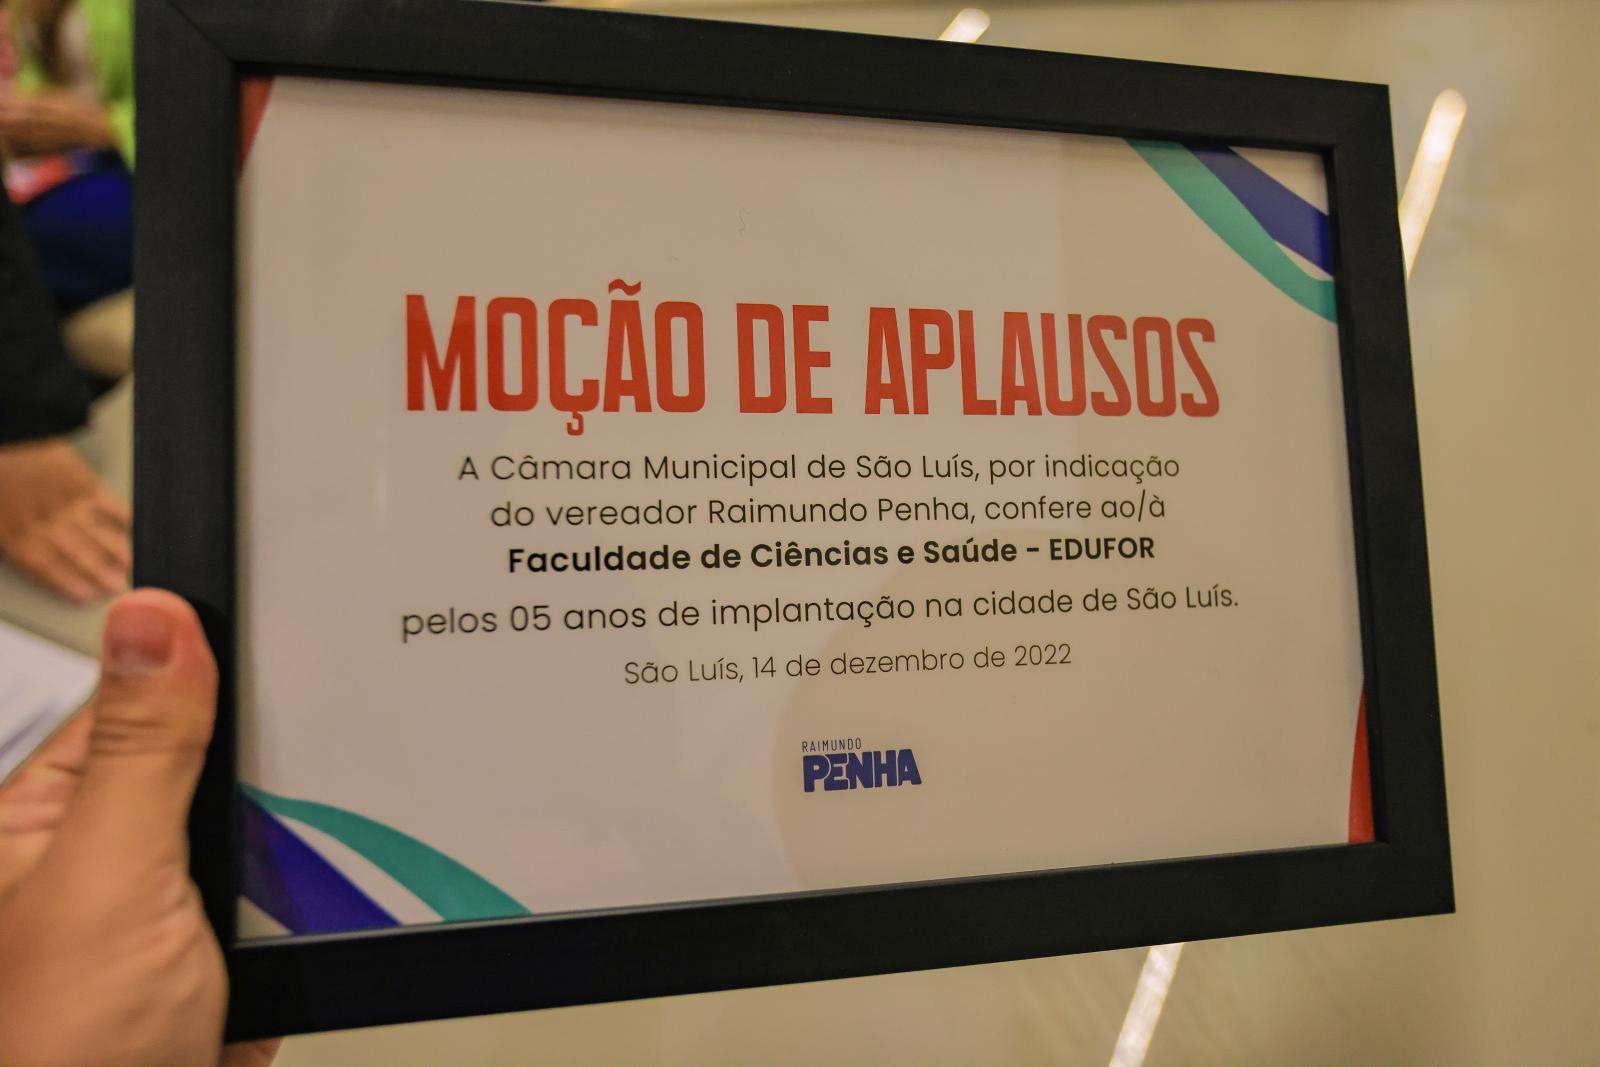 MOÇÃO DE APLAUSOS
A Câmara Municipal de São Luís, por indicação
do vereador Raimundo Penha, confere ao/à
Faculdade de Ciências e Saúde - EDUFOR
pelos 05 anos de implantação na cidade de São Luís.
São Luís, 14 de dezembro de 2022
RAIMUNDO
PENHA